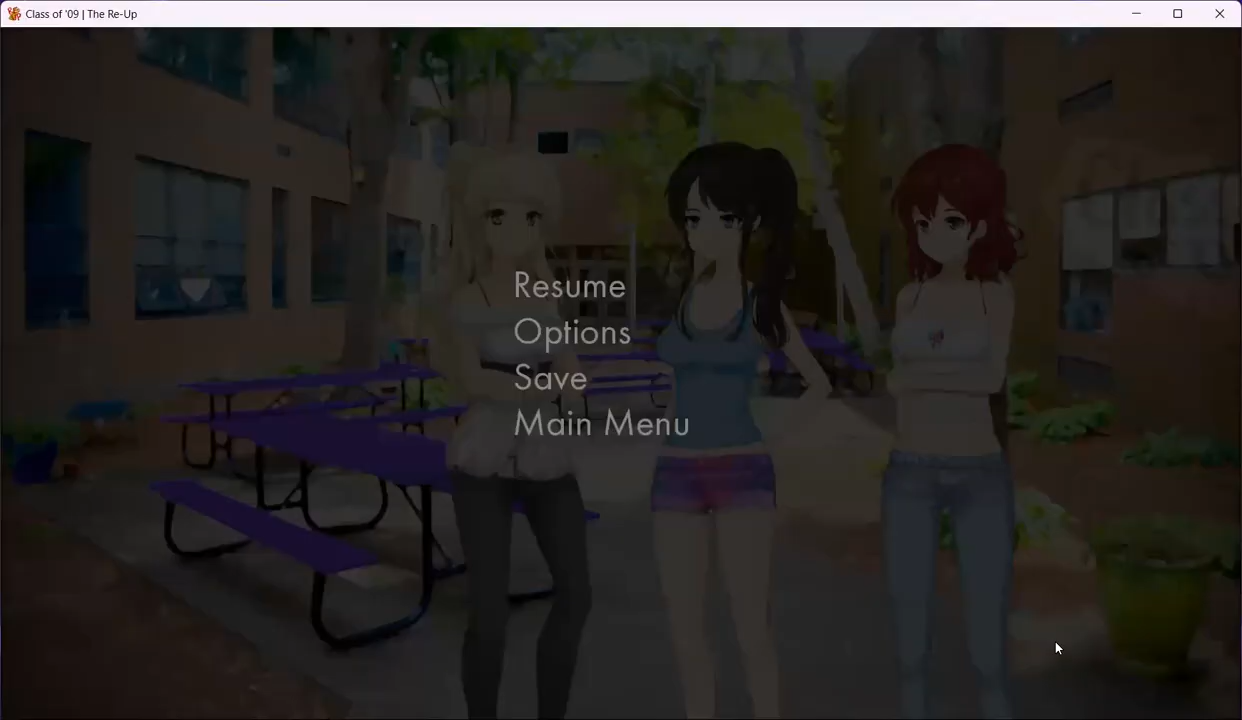 Class of '09 | The Re-Up
Resume
Options
Save
Main Menu